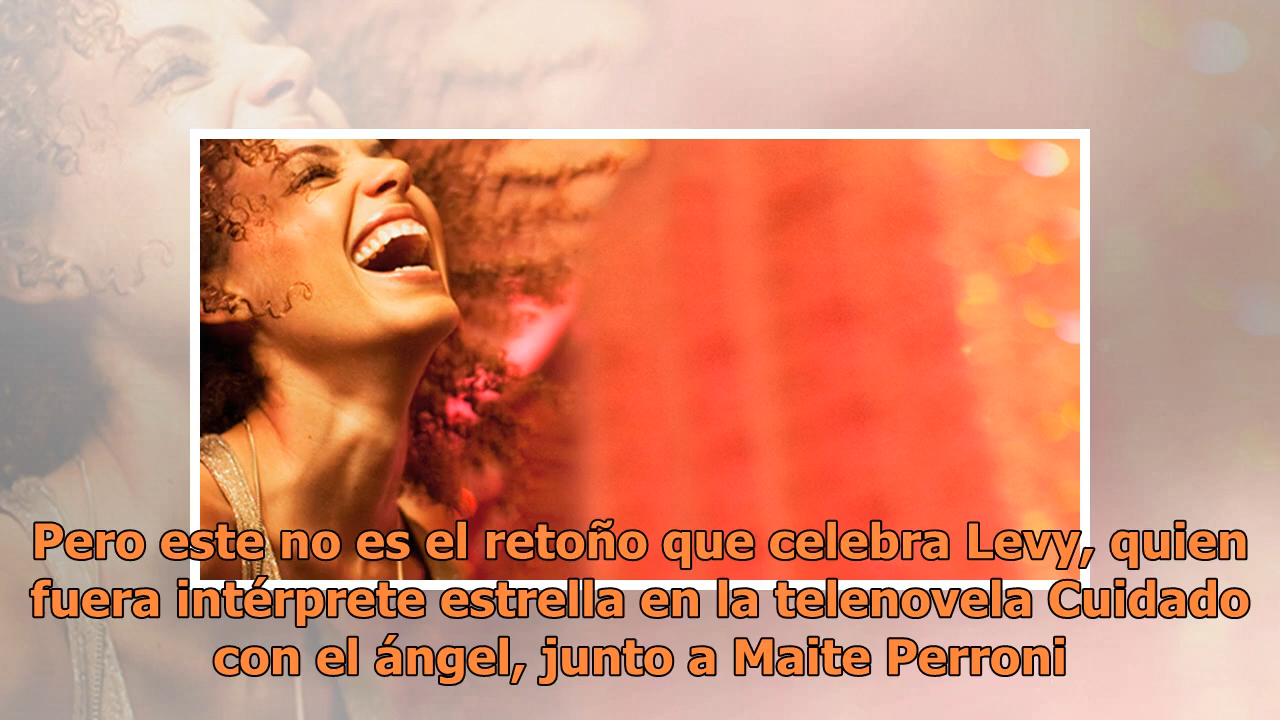 Pero este no es el retoño que celebra Levy, quien
fuera intérprete estrella en la telenovela Cuidado
con el ángel, junto a Maite Perroni